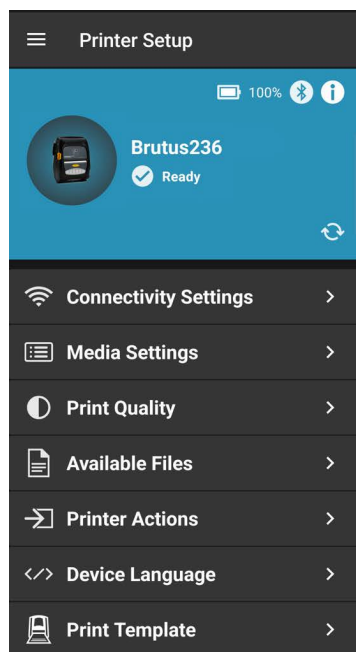 Printer Setup
100%
Brutus236
Ready
Connectivity Settings
Media Settings
Print Quality
Available Files
Printer Actions
Device Language
Print Template